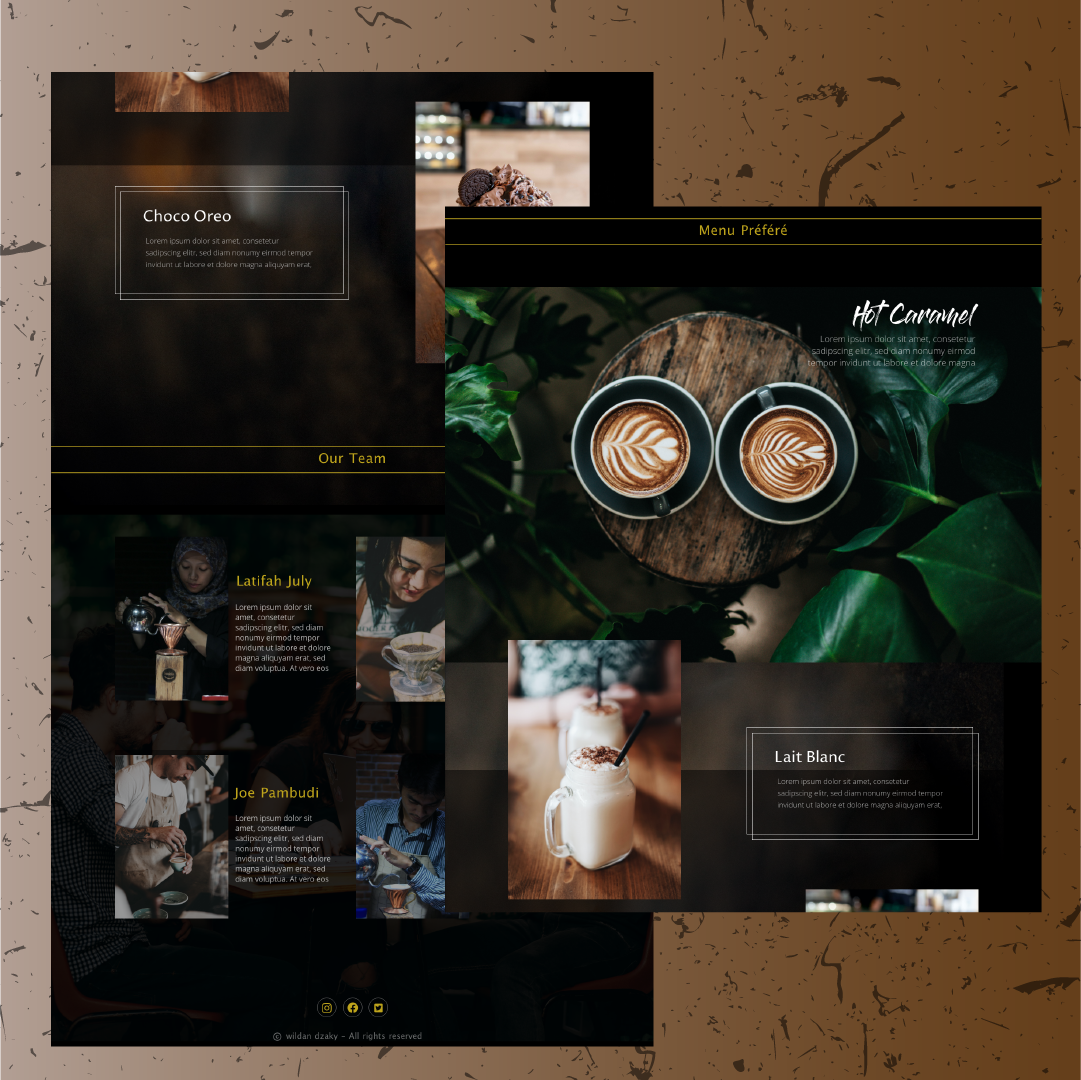 Choco Oreo
Lorem ipsum dolor sit amet, consetetur
sadipscing elitr, sed diam nonumy eirmod tempor
invidunt ut labore et dolore magna aliquyam erat,
Our Team
Latifah July
Lorem ipsum dolor sit
amet, consetetur
sadipscing elitr, sed diam
nonumy eirmod tempor
invidunt ut labore et dolore
magna aliquyam erat, sed
diam voluptua. At vero eos
Joe Pambudi
Lorem ipsum dolor sit
amet, consetetur
sadipscing elitr, sed diam
nonumy eirmod tempor
invidunt ut labore et dolore
magna aliquyam erat, sed
diam voluptua. At vero eos
© wildan dzaky - All rights reserved
Menu Préféré
Hot Caramel
Lorem ipsum dolor sit amet, consetetur
sadipscing elitr, sed diam nonumy eirmod
tempor invidunt ut labore et dolore magna
Lait Blanc
Lorem ipsum dolor sit amet, consetetur
sadipscing elitr, sed diam nonumy eirmod tempor
invidunt ut labore et dolore magna aliquyam erat,